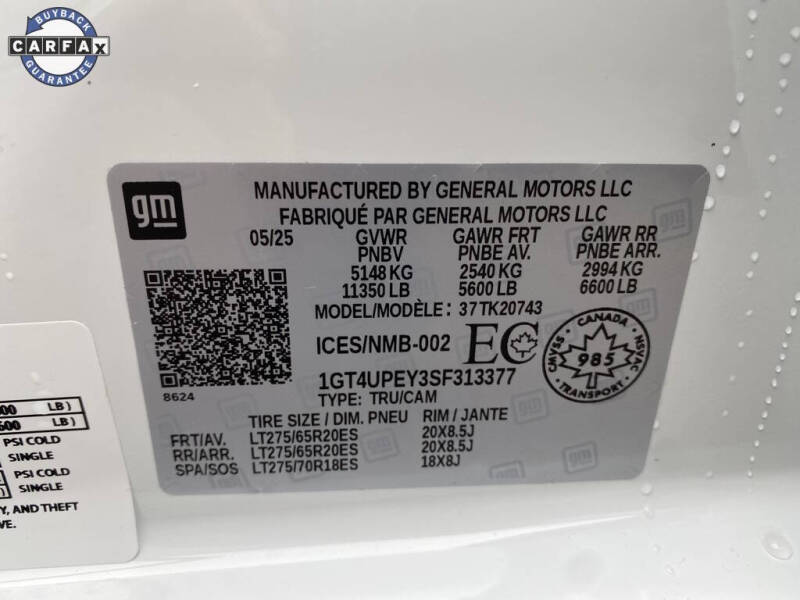 BUYBACK
CARFAX
GUARANTEE
gm
MANUFACTURED BY GENERAL MOTORS LLC
FABRIQUÉ PAR GENERAL MOTORS LLC
05/25 GVWR GAWR FRT GAWR RR
PNBV PNBE AV. PNBE ARR.
5148 KG 2540 KG 2994 KG
11350 LB 5600 LB 6600 LB
MODEL/MODÈLE: 37TK20743
ICES/NMB-002 EC
CANADA
CMVSS 985 NSVAC
TRANSPORT
1GT4UPEY3SF313377
8624
TYPE: TRU/CAM
TIRE SIZE / DIM. PNEU RIM / JANTE
FRT/AV. LT275/65R20ES 20X8.5J
RR/ARR. LT275/65R20ES 20X8.5J
SPA/SOS LT275/70R18ES 18X8J
LB)
LB)
PSI COLD
SINGLE
PSI COLD
SINGLE
Y, AND THEFT
VE.